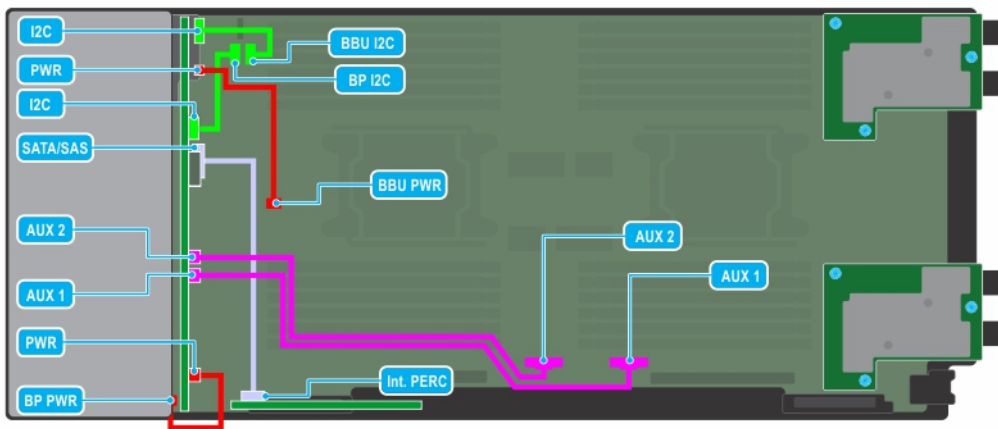 I2C
BBU I2C
PWR
BP I2C
I2C
SATA/SAS
BBU PWR
AUX 2
AUX 2
AUX 1
AUX 1
PWR
Int. PERC
BP PWR